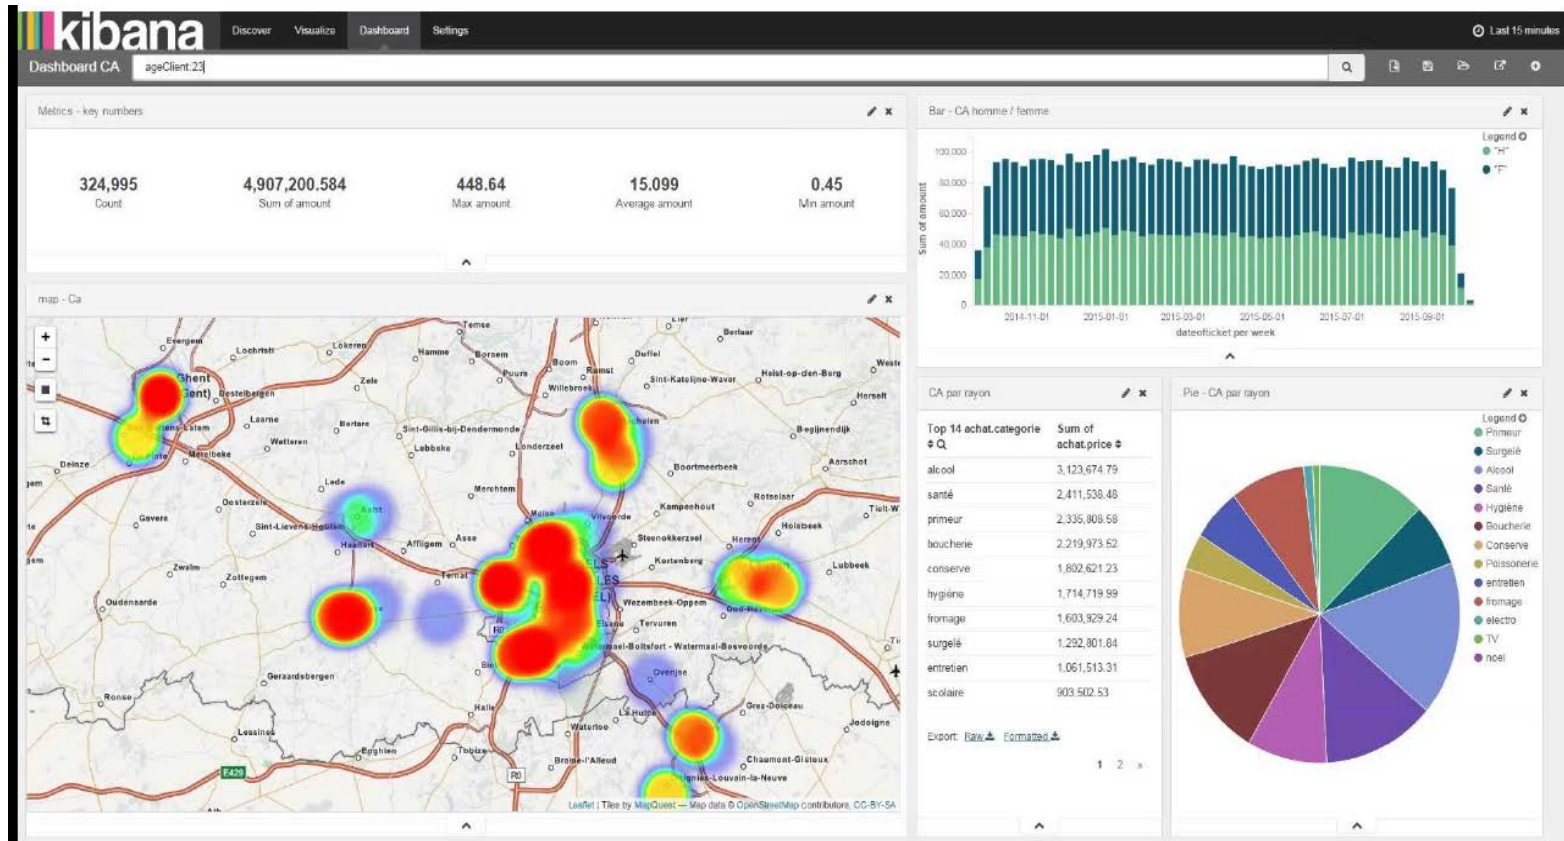 kibana
Discover Visualize Dashboard Settings
Last 15 minutes
Dashboard CA
ageClient:23
Metrics - key numbers
324,995
Count
4,907,200.584
Sum of amount
448.64
Max amount
15.099
Average amount
0.45
Min amount
map - Ca
+
-
Evergem
Lochristi
Lokeren
Hamme
Temse
Bornem
Puurs
Boom
Rumst
Willebroek
Lier
Duffel
Berlaar
Sint-Katelijne-Waver
Heist-op-den-Berg
Herselt
Ghent
Gent)
Destelbergen
Zele
Laarne
Berlare
Wetteren
Merelbeke
Deinze
Sint-Gillis-bij-Dendermonde
Lebbeke
Londerzeel
Begijnendijk
Boortmeerbeek
Aarschot
Lede
Oosterzele
Gavere
Sint-Lievens-Houtem
Haaltert
Affligem
Asse
Merchtem
Meise
Vilvoorde
Kampenhout
Rotselaar
Tielt-W
Holsbeek
Steenokkerzeel
Herent
Kortenberg
Lubbeek
Zwalm
Zottegem
Ternat
Oudenaarde
Wezembeek-Oppem
Tervuren
Watermael-Boitsfort - Watermaal-Bosvoorde
Geraardsbergen
Overijse
Ronse
Halle
La Hulpe
Grez-Doiceau
Waterloo
Jodoigne
Lessines
Enghien
Tubize
Braine-l'Alleud
Chaumont-Gistoux
E429
R0
Leaflet | Tiles by MapQuest — Map data © OpenStreetMap contributors, CC-BY-SA
Bar - CA homme / femme
Legend
"H"
"F"
100,000
80,000
60,000
40,000
20,000
0
Sum of amount
2014-11-01 2015-01-01 2015-03-01 2015-05-01 2015-07-01 2015-09-01
dateofticket per week
CA par rayon
Top 14 achat.categorie Sum of
achat.price
alcool 3,123,674.79
santé 2,411,538.48
primeur 2,335,808.58
boucherie 2,219,973.52
conserve 1,802,621.23
hygiène 1,714,719.99
fromage 1,603,929.24
surgelé 1,292,801.84
entretien 1,061,513.31
scolaire 903,502.53
Export: Raw Formatted
1 2 »
Pie - CA par rayon
Legend
Primeur
Surgelé
Alcool
Santé
Hygiène
Boucherie
Conserve
Poissonerie
entretien
fromage
electro
TV
noel